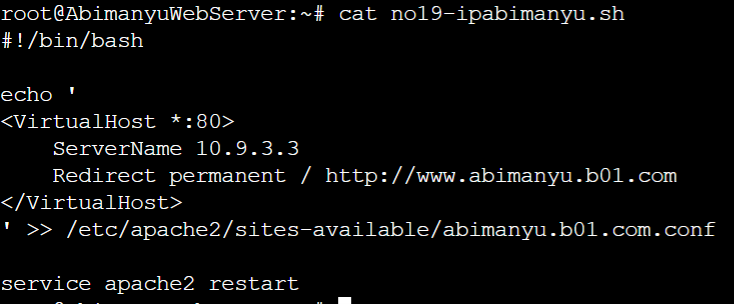 root@AbimanyuWebServer:~# cat no19-ipabimanyu.sh
#!/bin/bash
echo '
<VirtualHost *:80>
    ServerName 10.9.3.3
    Redirect permanent / http://www.abimanyu.b01.com
</VirtualHost>
' >> /etc/apache2/sites-available/abimanyu.b01.com.conf
service apache2 restart